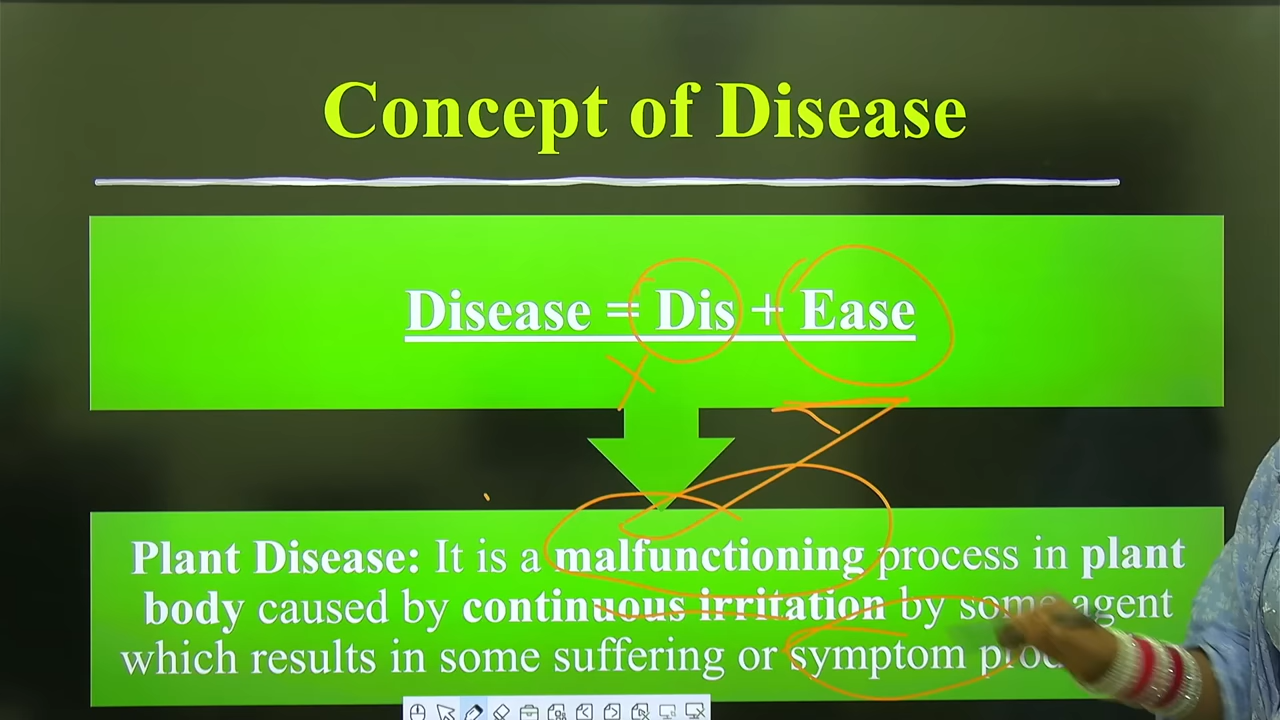 Concept of Disease
Disease = Dis + Ease
Plant Disease: It is a malfunctioning process in plant
body caused by continuous irritation by some agent
which results in some suffering or symptom